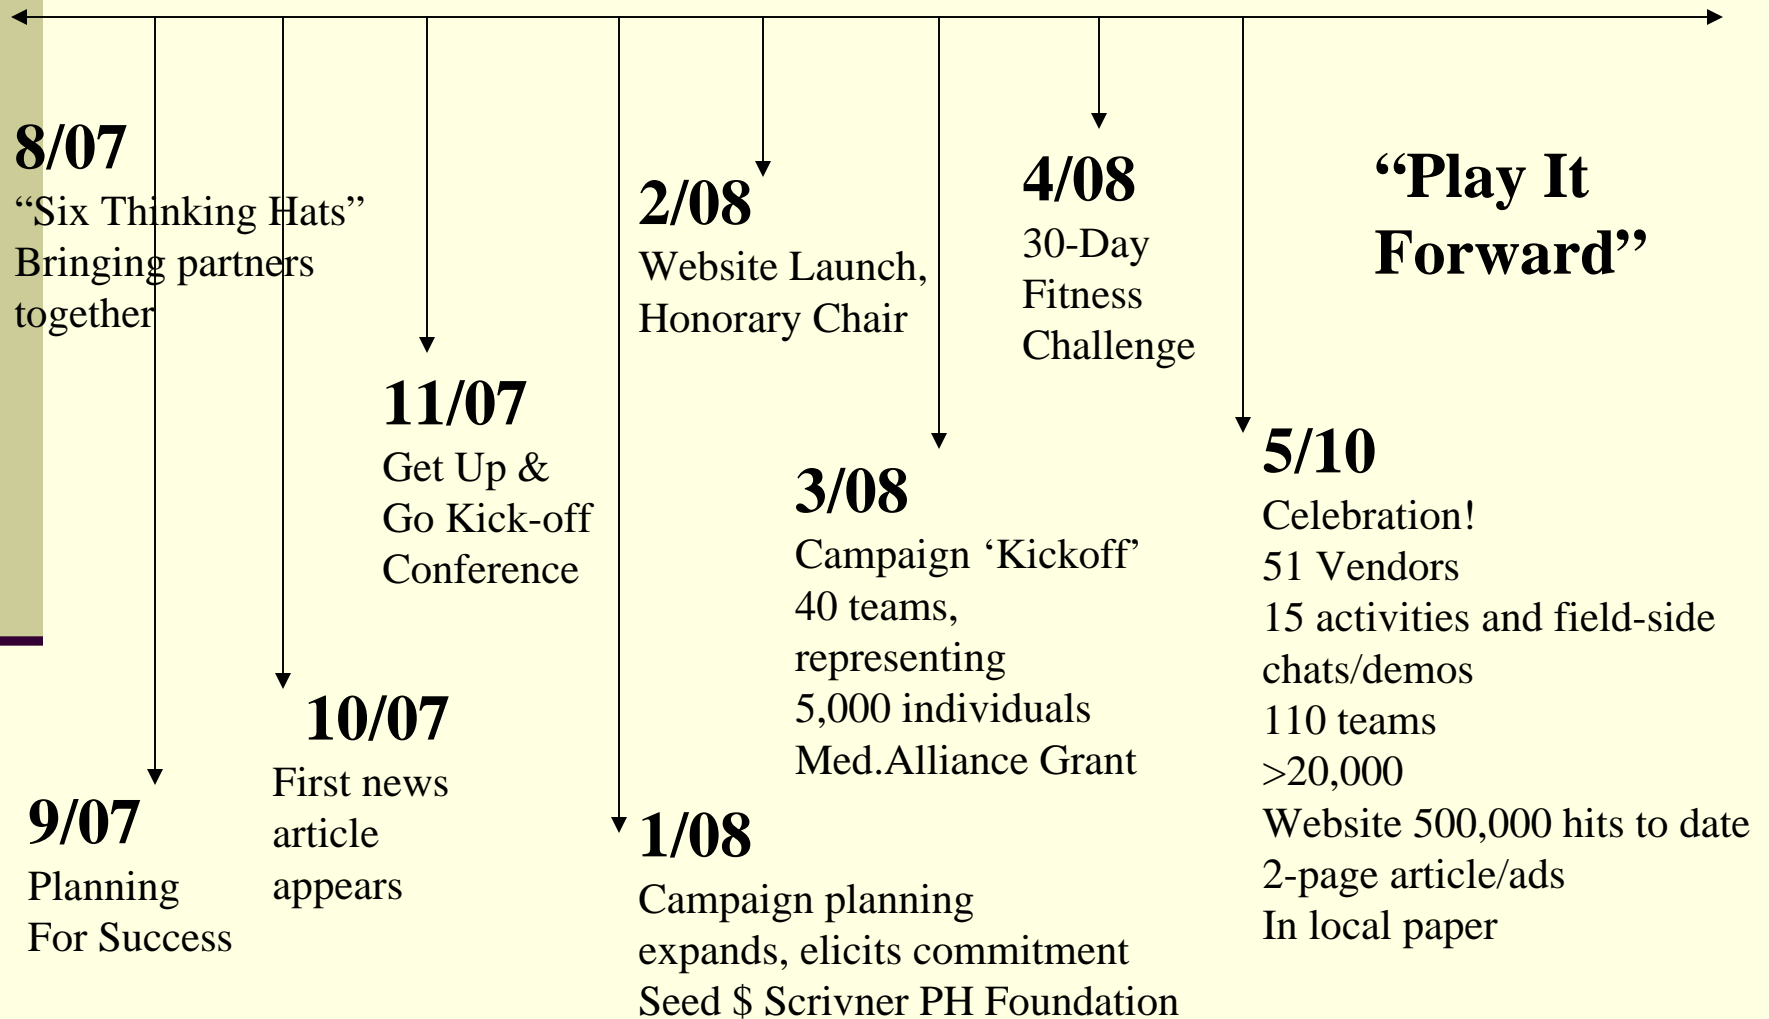 8/07
“Six Thinking Hats”
Bringing partners
together
9/07
Planning
For Success
10/07
First news
article
appears
11/07
Get Up &
Go Kick-off
Conference
1/08
Campaign planning
expands, elicits commitment
Seed $ Scrivner PH Foundation
2/08
Website Launch,
Honorary Chair
3/08
Campaign ‘Kickoff’
40 teams,
representing
5,000 individuals
Med.Alliance Grant
4/08
30-Day
Fitness
Challenge
5/10
Celebration!
51 Vendors
15 activities and field-side
chats/demos
110 teams
>20,000
Website 500,000 hits to date
2-page article/ads
In local paper
“Play It
Forward”